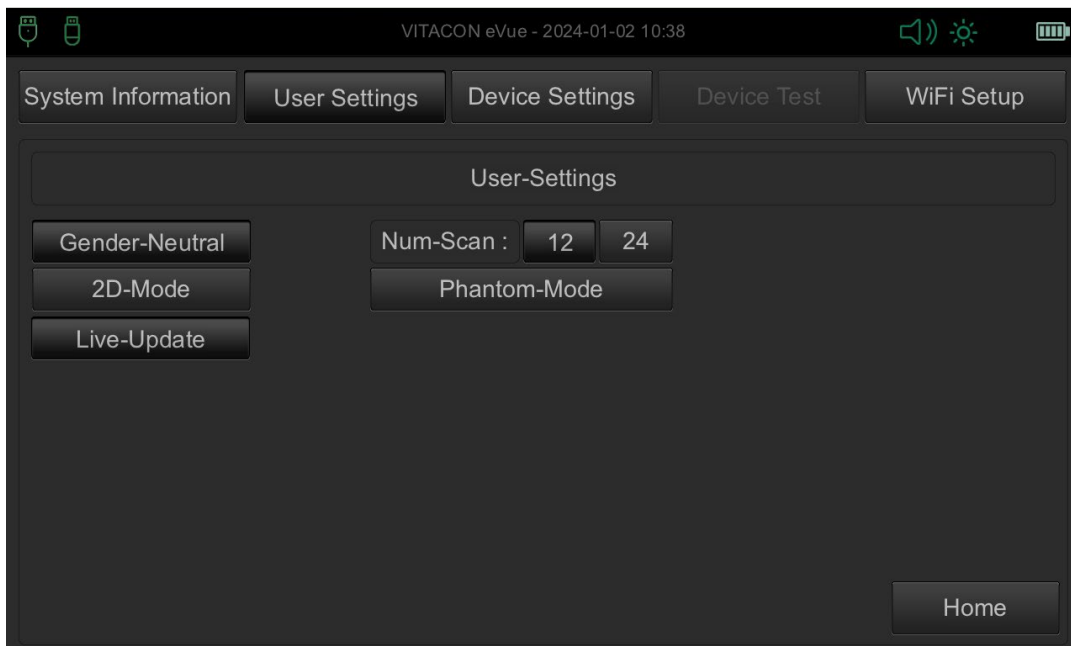 VITACON eVue - 2024-01-02 10:38
System Information User Settings Device Settings Device Test WiFi Setup
User-Settings
Gender-Neutral Num-Scan : 12 24
2D-Mode Phantom-Mode
Live-Update
Home